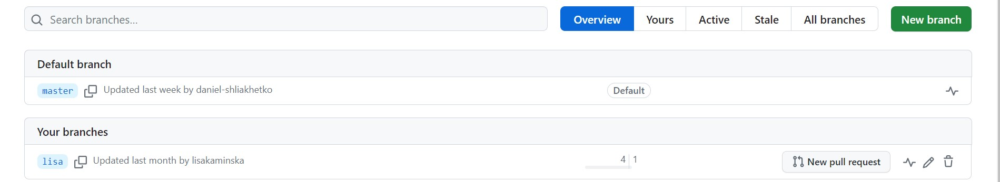 Search branches...
Overview Yours Active Stale All branches New branch
Default branch
master Updated last week by daniel-shliakhetko Default
Your branches
lisa Updated last month by lisakaminska 4 1 New pull request